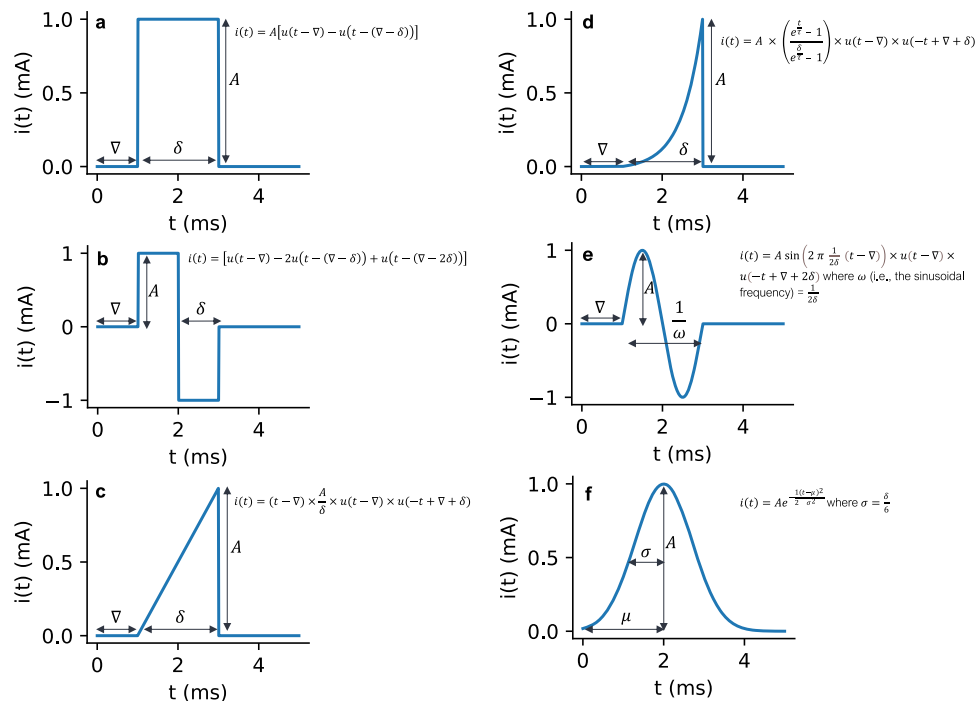 a
i(t) = A[u(t−∇) − u(t−(∇−δ))]
i(t) (mA)
1.0
0.5
0.0
A
∇
δ
0
2
4
t (ms)
b
i(t) = [u(t−∇) − 2u(t−(∇−δ)) + u(t−(∇−2δ))]
i(t) (mA)
1
0
−1
A
∇
δ
0
2
4
t (ms)
c
i(t) = (t−∇) × A/δ × u(t−∇) × u(−t + ∇ + δ)
i(t) (mA)
1.0
0.5
0.0
A
∇
δ
0
2
4
t (ms)
d
i(t) = A × ((e^(t/τ) − 1)/(e^(δ/τ) − 1)) × u(t−∇) × u(−t + ∇ + δ)
i(t) (mA)
1.0
0.5
0.0
A
∇
δ
0
2
4
t (ms)
e
i(t) = A sin(2 π 1/2δ (t−∇)) × u(t−∇) ×
u(−t + ∇ + 2δ) where ω (i.e., the sinusoidal
frequency) = 1/2δ
i(t) (mA)
1
0
−1
A
∇
1/ω
0
2
4
t (ms)
f
i(t) = Ae^(−1(t−μ)²/2 σ²) where σ = δ/6
i(t) (mA)
1.0
0.5
0.0
σ
A
μ
0
2
4
t (ms)